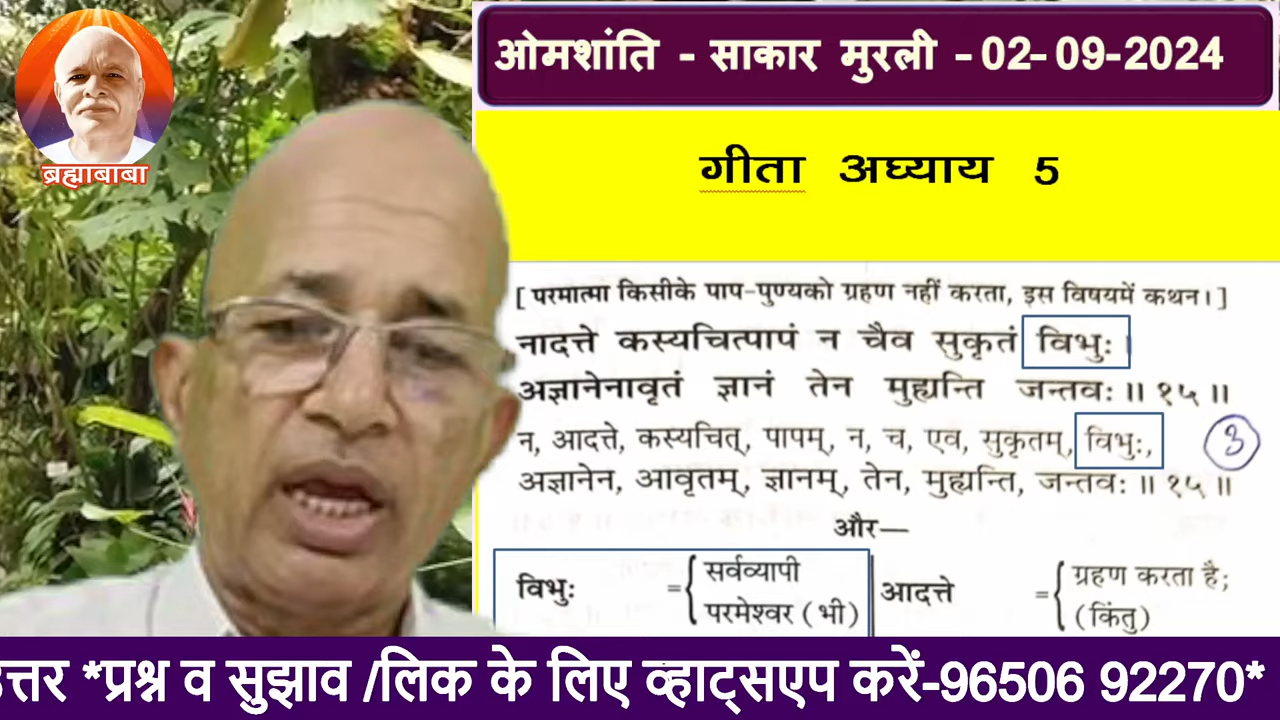 ओमशांति - साकार मुरली - 02-09-2024
ब्रह्माबाबा
गीता अघ्याय 5
[ परमात्मा किसीके पाप-पुण्यको ग्रहण नहीं करता, इस विषयमें कथन। ]
नादत्ते कस्यचित्पापं न चैव सुकृतं विभुः ।
अज्ञानेनावृतं ज्ञानं तेन मुह्यन्ति जन्तवः ॥ १५ ॥
न, आदत्ते, कस्यचित्, पापम्, न, च, एव, सुकृतम्, विभुः,
3
अज्ञानेन, आवृतम्, ज्ञानम्, तेन, मुह्यन्ति, जन्तवः ॥ १५ ॥
और—
विभुः = { सर्वव्यापी परमेश्वर ( भी ) आदत्ते = { ग्रहण करता है; (किंतु)
त्तर *प्रश्न व सुझाव /लिक के लिए व्हाट्सएप करें-96506 92270*